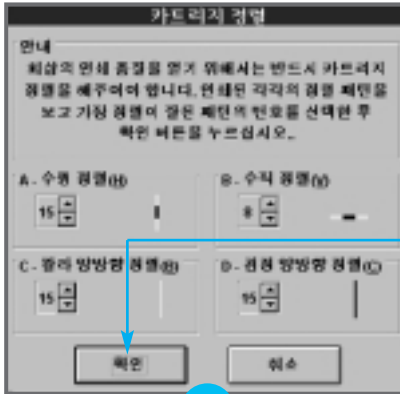 카트리지 정렬
안내
최상의 인쇄 품질을 얻기 위해서는 반드시 카트리지
정렬을 해주어야 합니다. 인쇄된 각각의 정렬 패턴을
보고 가장 정렬이 잘된 패턴의 번호를 선택한 후
확인 버튼을 누르십시오.
A - 수평 정렬(H)
B - 수직 정렬(V)
15
8
C - 칼라 양방향 정렬(B)
D - 검정 양방향 정렬(C)
15
15
확인
취소